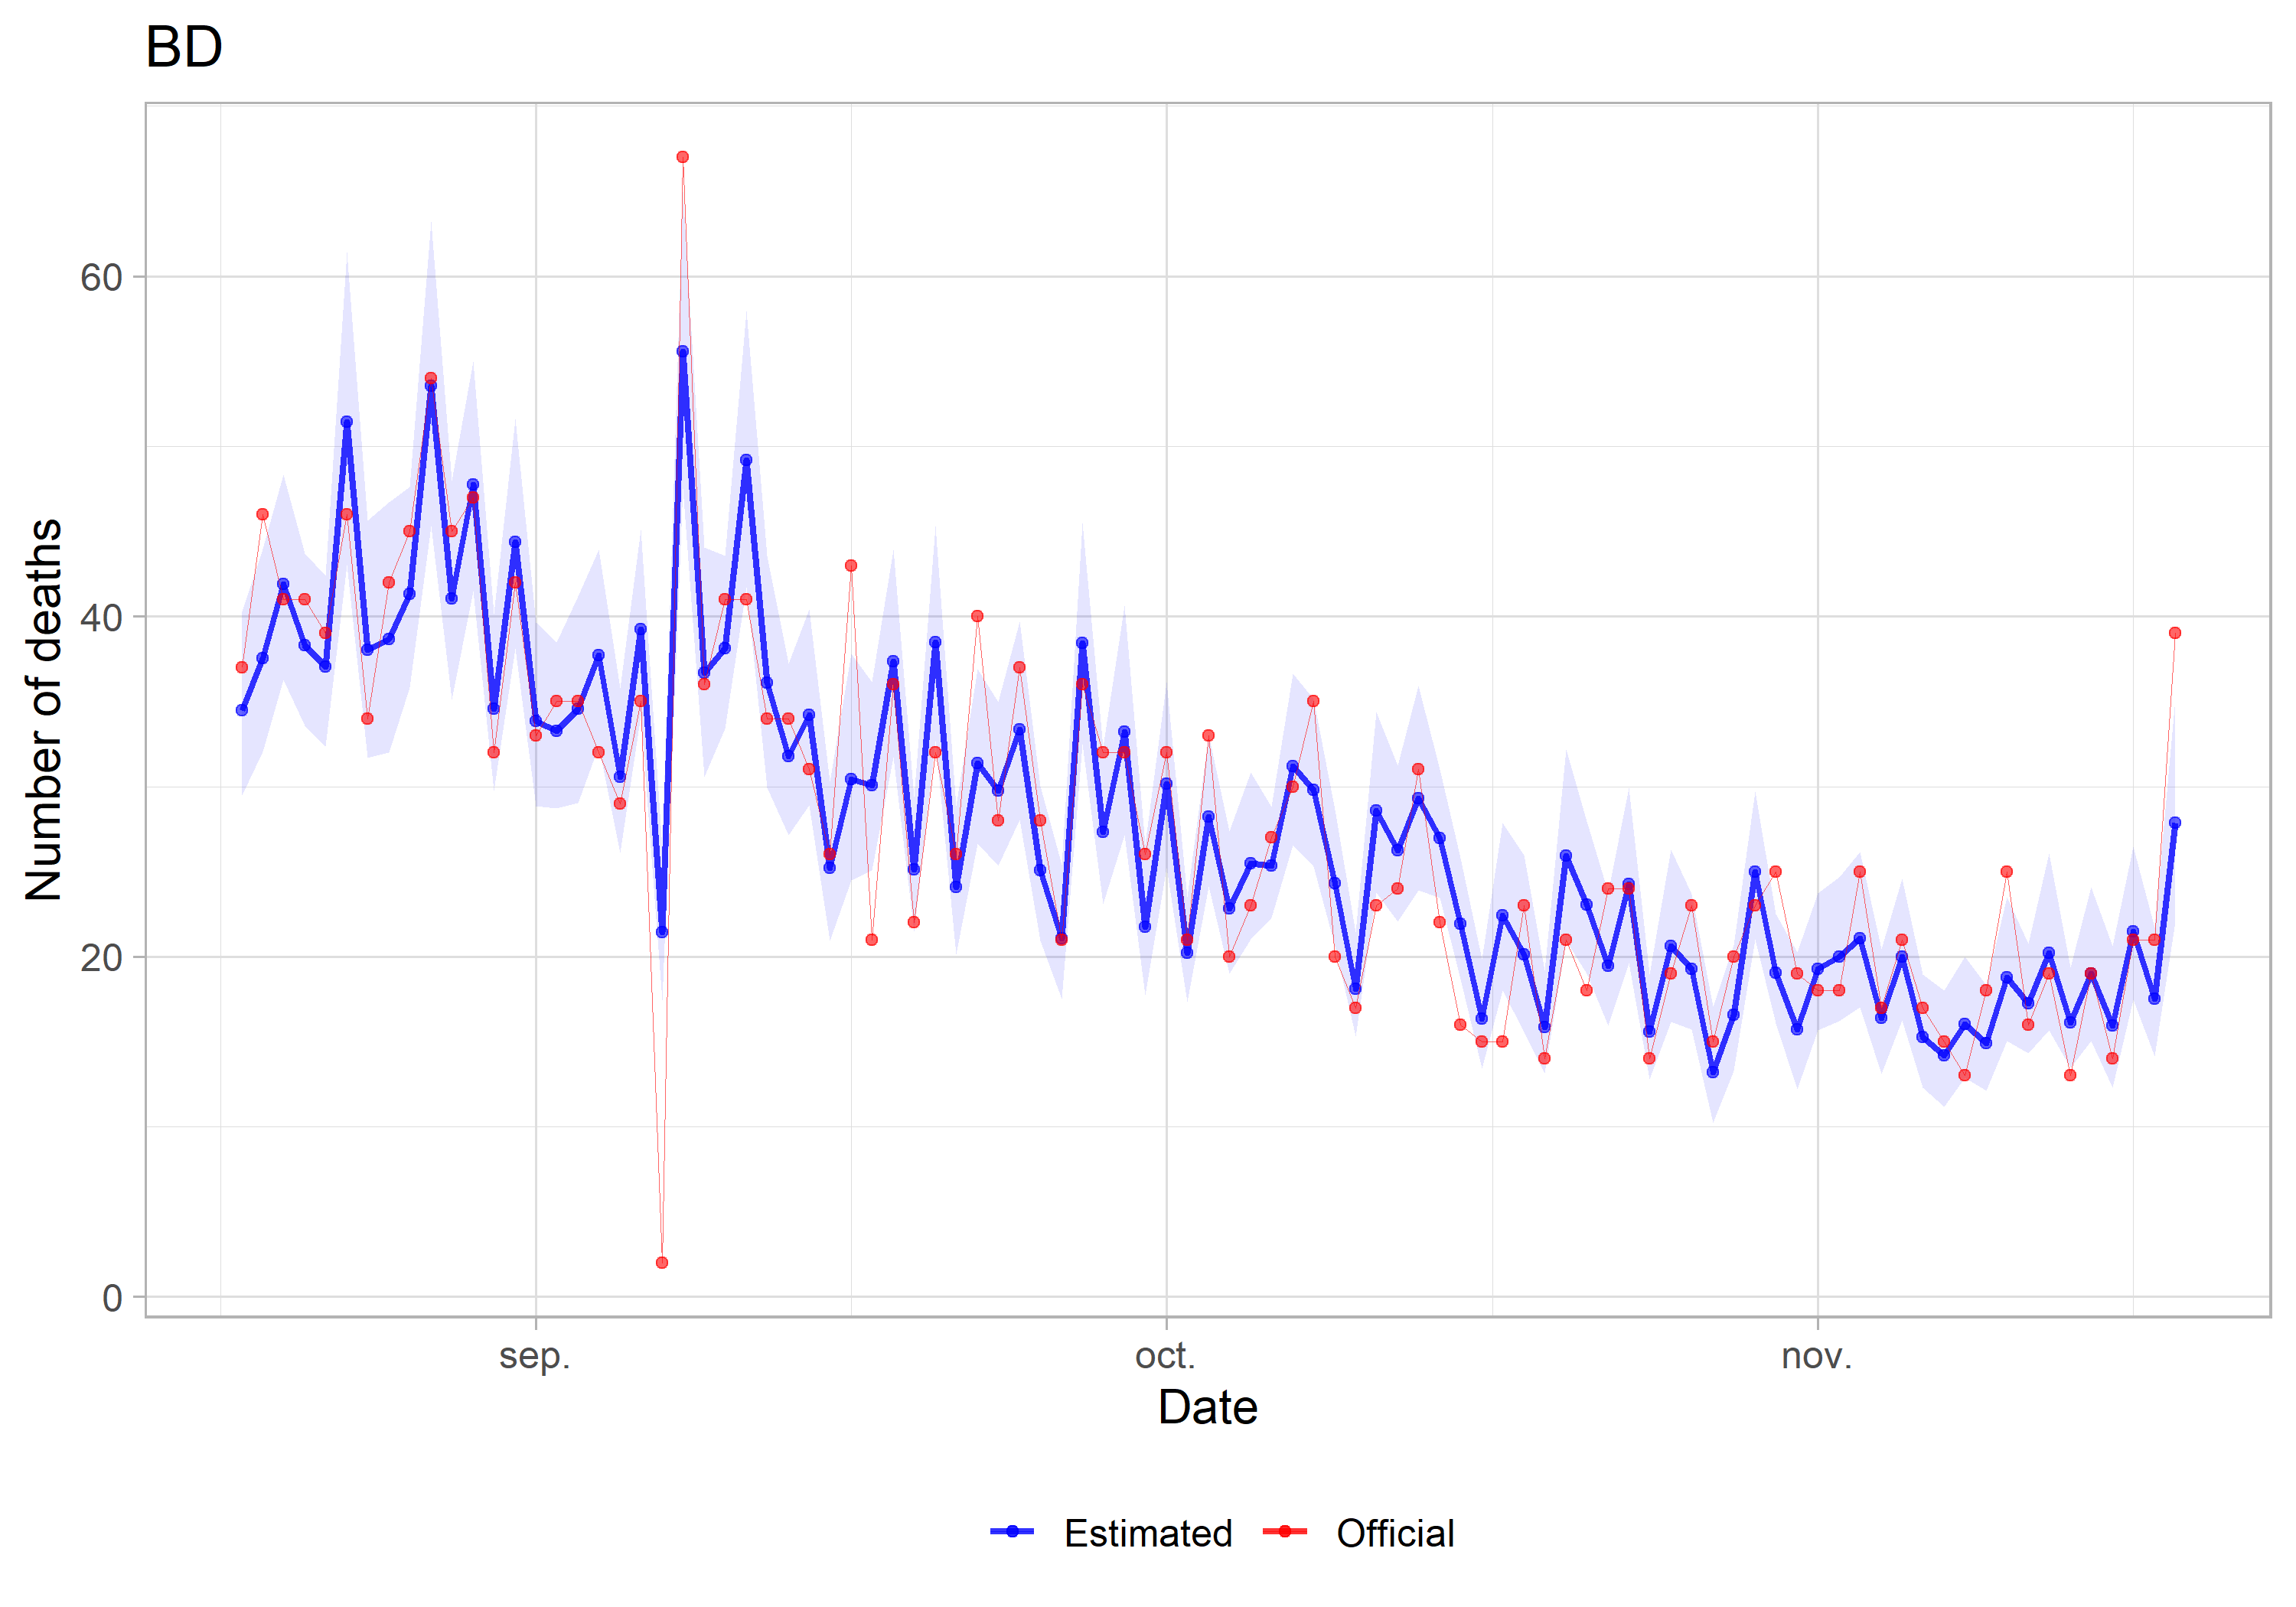 BD
Number of deaths
60
40
20
0
sep.
oct.
nov.
Date
Estimated
Official